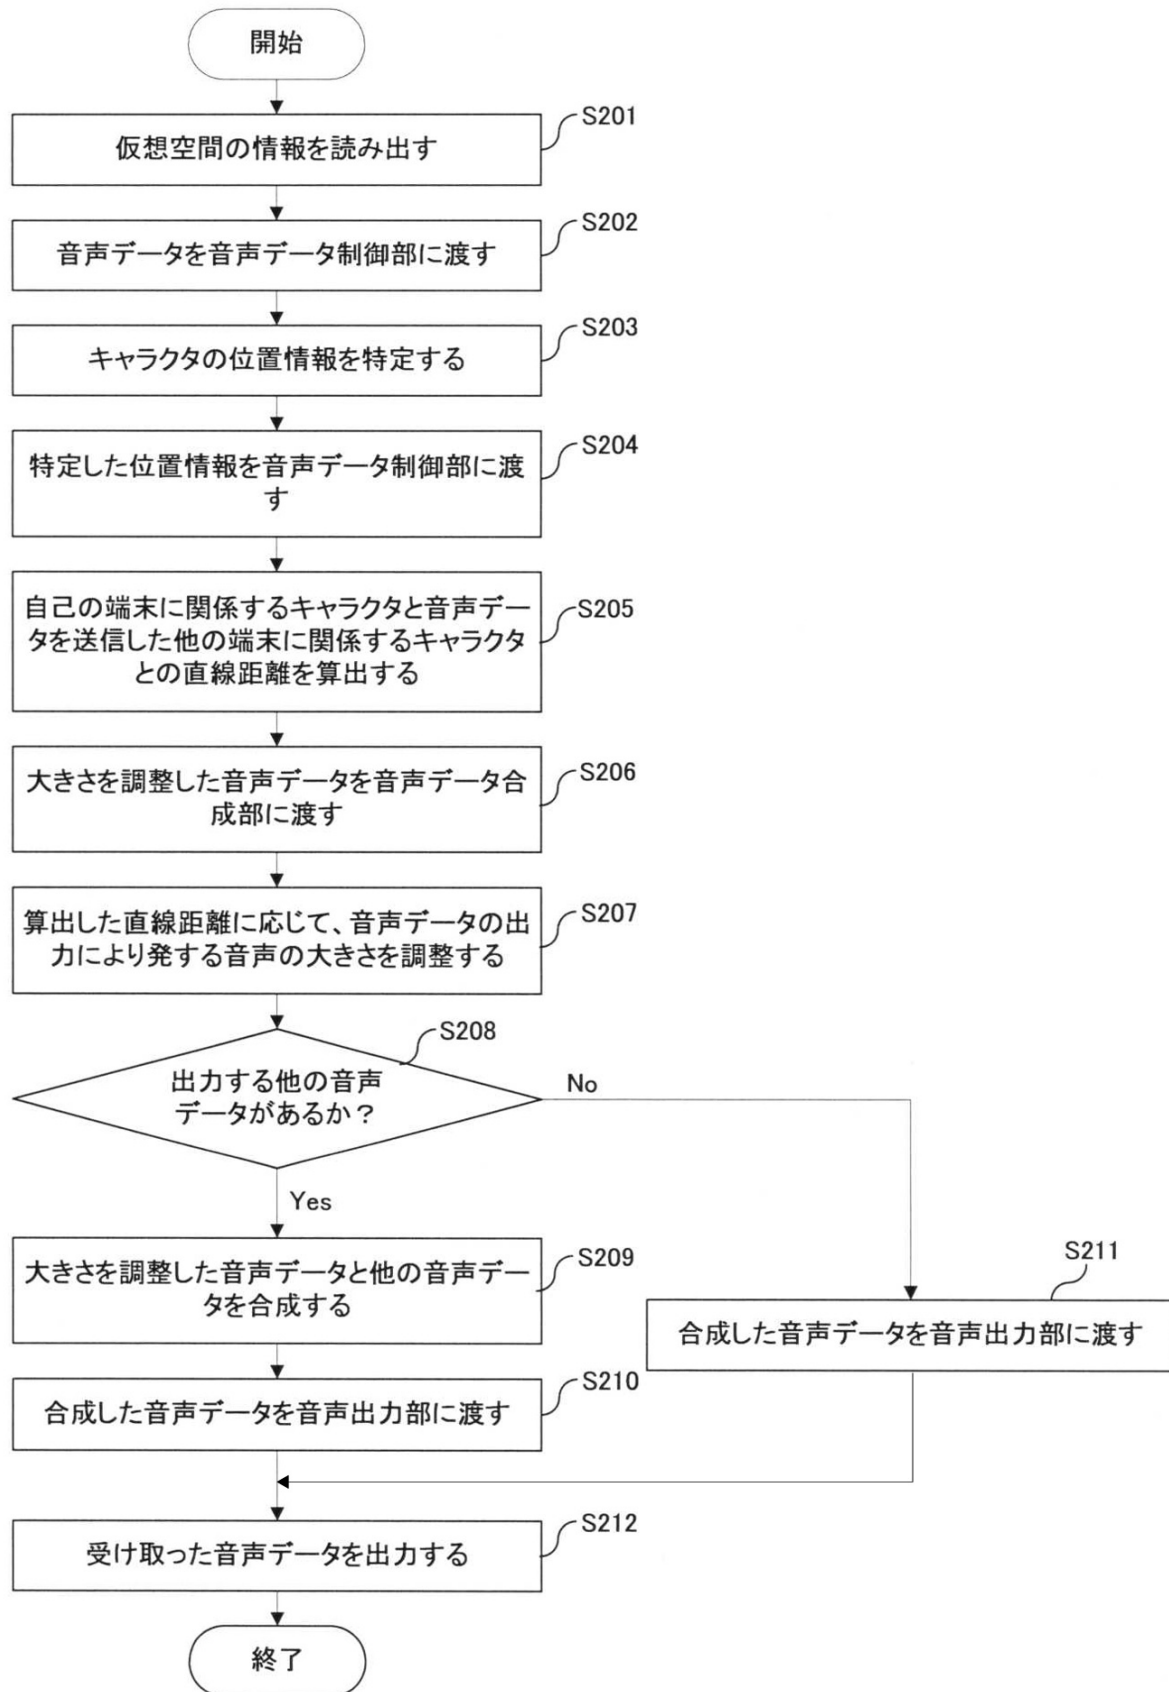 開始
S201
仮想空間の情報を読み出す
S202
音声データを音声データ制御部に渡す
S203
キャラクタの位置情報を特定する
S204
特定した位置情報を音声データ制御部に渡
す
S205
自己の端末に関係するキャラクタと音声デー
タを送信した他の端末に関係するキャラクタ
との直線距離を算出する
S206
大きさを調整した音声データを音声データ合
成部に渡す
S207
算出した直線距離に応じて、音声データの出
力により発する音声の大きさを調整する
S208
出力する他の音声
データがあるか？
No
Yes
S209
大きさを調整した音声データと他の音声デー
タを合成する
S211
合成した音声データを音声出力部に渡す
S210
合成した音声データを音声出力部に渡す
S212
受け取った音声データを出力する
終了